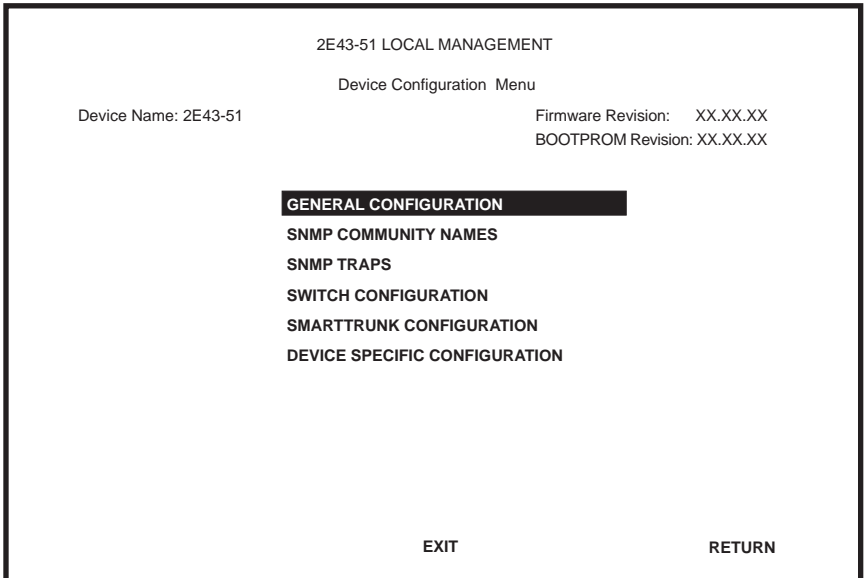 2E43-51 LOCAL MANAGEMENT
Device Configuration Menu
Device Name: 2E43-51
Firmware Revision: XX.XX.XX
BOOTPROM Revision: XX.XX.XX
GENERAL CONFIGURATION
SNMP COMMUNITY NAMES
SNMP TRAPS
SWITCH CONFIGURATION
SMARTTRUNK CONFIGURATION
DEVICE SPECIFIC CONFIGURATION
EXIT
RETURN